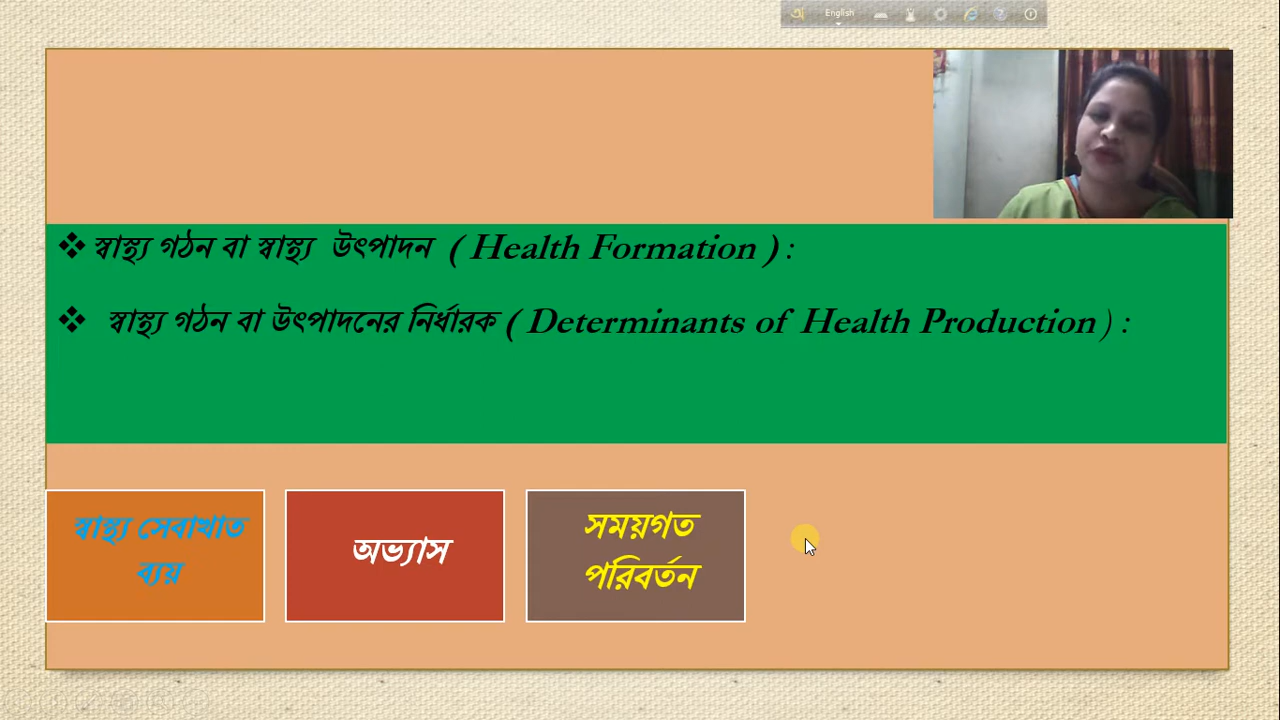 অ English
❖ স্বাস্থ্য গঠন বা স্বাস্থ্য উৎপাদন ( Health Formation ) :
❖ স্বাস্থ্য গঠন বা উৎপাদনের নির্ধারক ( Determinants of Health Production ) :
স্বাস্থ্য সেবাখাত
ব্যয়
অভ্যাস
সময়গত
পরিবর্তন